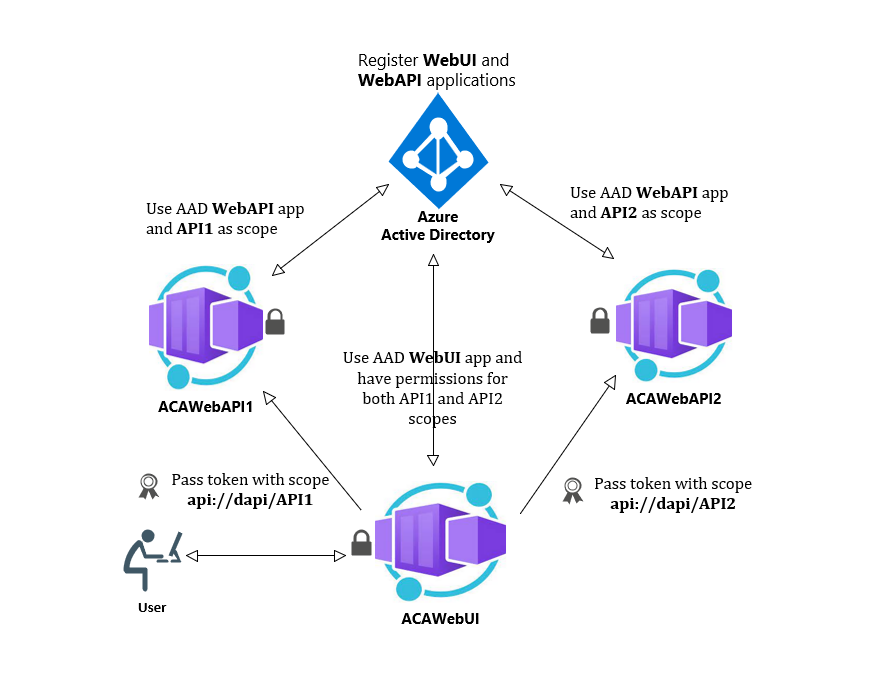 Register WebUI and
WebAPI applications
Azure
Active Directory
Use AAD WebAPI app
and API1 as scope
Use AAD WebAPI app
and API2 as scope
ACAWebAPI1
Use AAD WebUI app and
have permissions for
both API1 and API2
scopes
ACAWebAPI2
Pass token with scope
api://dapi/API1
Pass token with scope
api://dapi/API2
User
ACAWebUI